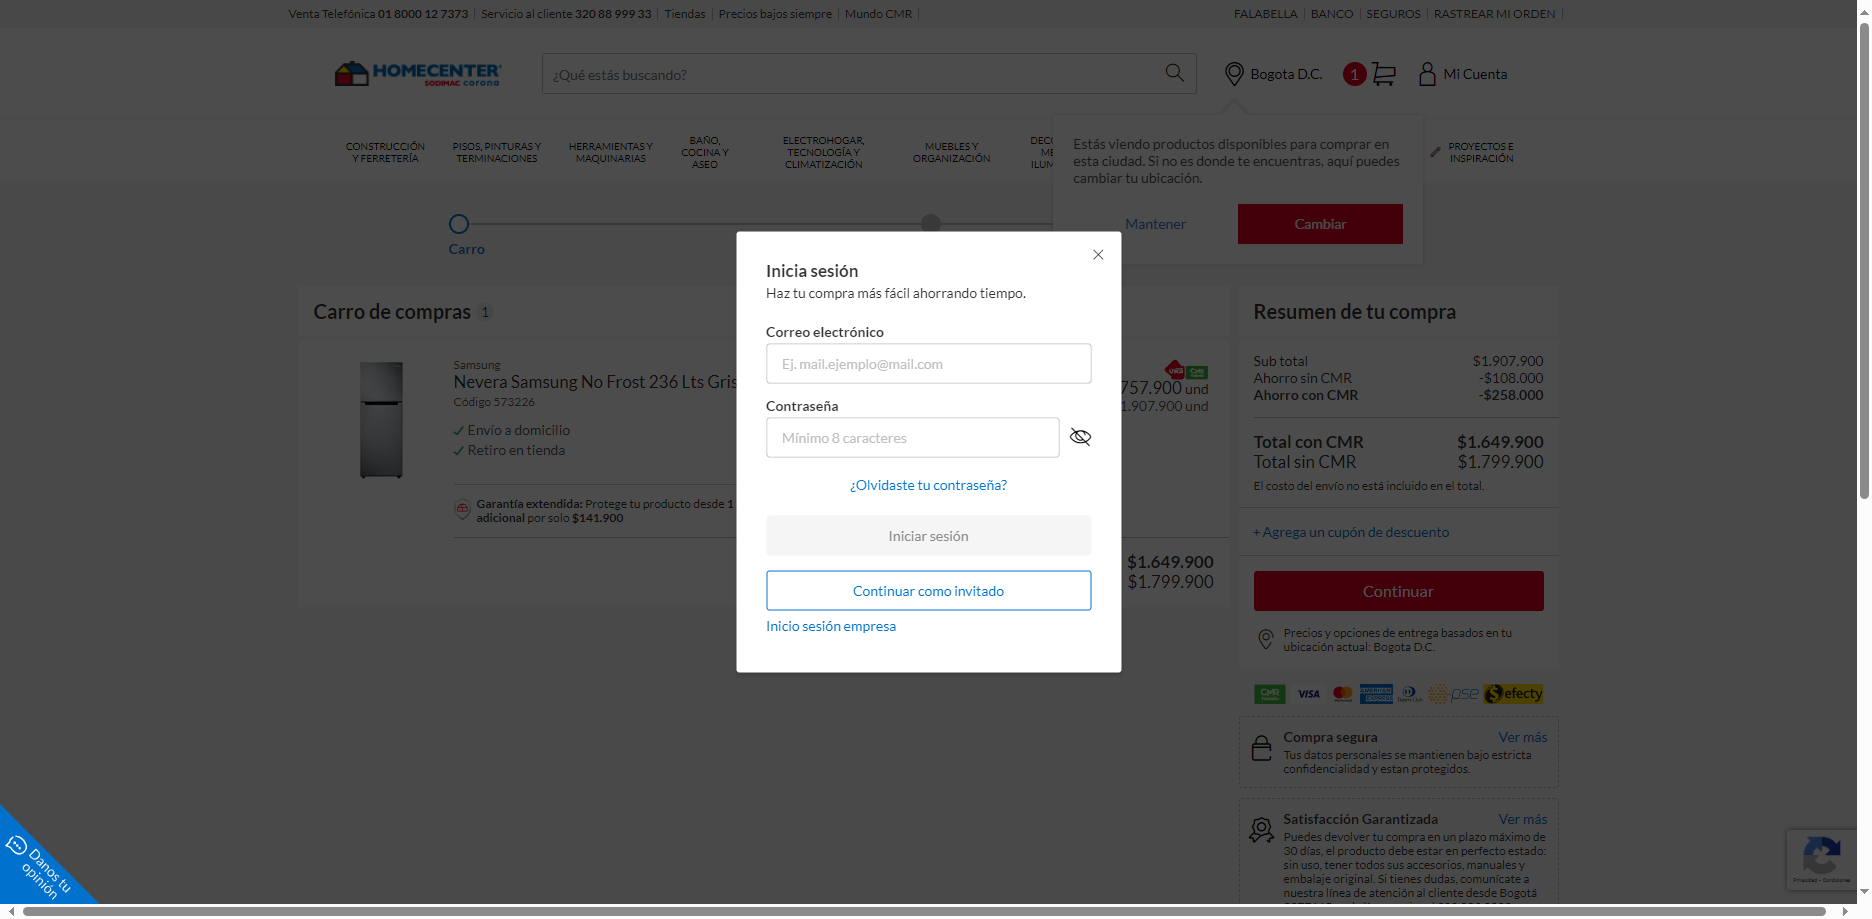 Venta Telefónica 01 8000 12 7373 Servicio al cliente 320 88 999 33 Tiendas Precios bajos siempre Mundo CMR
FALABELLA BANCO SEGUROS RASTREAR MI ORDEN
HOMECENTER
SODIMAC corona
¿Qué estás buscando?
Bogota D.C.
1
Mi Cuenta
CONSTRUCCIÓN
Y FERRETERÍA
PISOS, PINTURAS Y
TERMINACIONES
HERRAMIENTAS Y
MAQUINARIAS
BAÑO,
COCINA Y
ASEO
ELECTROHOGAR,
TECNOLOGÍA Y
CLIMATIZACIÓN
MUEBLES Y
ORGANIZACIÓN
PROYECTOS E
INSPIRACIÓN
Estás viendo productos disponibles para comprar en
esta ciudad. Si no es donde te encuentras, aquí puedes
cambiar tu ubicación.
Mantener
Cambiar
Carro
Carro de compras 1
Samsung
Nevera Samsung No Frost 236 Lts Gris
Código 573226
Envío a domicilio
Retiro en tienda
Garantía extendida: Protege tu producto desde 1
adicional por solo $141.900
757.900 und
1.907.900 und
$1.649.900
$1.799.900
Inicia sesión
Haz tu compra más fácil ahorrando tiempo.
Correo electrónico
Ej. mail.ejemplo@mail.com
Contraseña
Mínimo 8 caracteres
¿Olvidaste tu contraseña?
Iniciar sesión
Continuar como invitado
Inicio sesión empresa
Resumen de tu compra
Sub total $1.907.900
Ahorro sin CMR -$108.000
Ahorro con CMR -$258.000
Total con CMR $1.649.900
Total sin CMR $1.799.900
El costo del envío no está incluido en el total.
+ Agrega un cupón de descuento
Continuar
Precios y opciones de entrega basados en tu
ubicación actual: Bogota D.C.
CMR VISA AMERICAN EXPRESS pse efecty
Compra segura Ver más
Tus datos personales se mantienen bajo estricta
confidencialidad y estan protegidos.
Satisfacción Garantizada Ver más
Puedes devolver tu compra en un plazo máximo de
30 días, el producto debe estar en perfecto estado:
sin uso, tener todos sus accesorios, manuales y
embalaje original. Si tienes dudas, comunícate a
nuestra línea de atención al cliente desde Bogotá
Danos tu
opinión
Privacidad - Condiciones